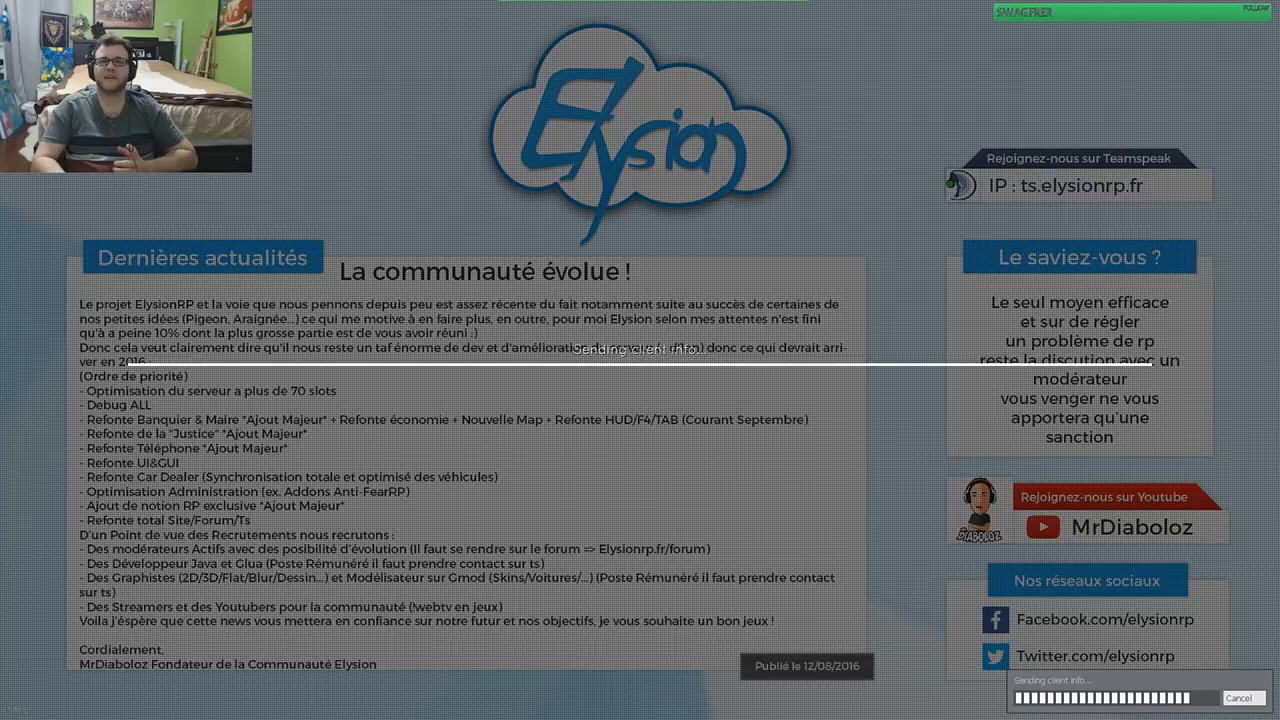 SWAGFRER
FOLLOW
Elysion
Rejoignez-nous sur Teamspeak
IP : ts.elysionrp.fr
Dernières actualités
La communauté évolue !
Le projet ElysionRP et la voie que nous pennons depuis peu est assez récente du fait notamment suite au succès de certaines de
nos petites idées (Pigeon, Araignée...) ce qui me motive à en faire plus, en outre, pour moi Elysion selon mes attentes n'est fini
qu'à a peine 10% dont la plus grosse partie est de vous avoir réuni :)
Donc cela veut clairement dire qu'il nous reste un taf énorme de dev et d'amélioration donc ce qui devrait arri-
ver en 2016 :
Sending client info...
(Ordre de priorité)
- Optimisation du serveur a plus de 70 slots
- Debug ALL
- Refonte Banquier & Maire *Ajout Majeur* + Refonte économie + Nouvelle Map + Refonte HUD/F4/TAB (Courant Septembre)
- Refonte de la "Justice" *Ajout Majeur*
- Refonte Téléphone *Ajout Majeur*
- Refonte UI&GUI
- Refonte Car Dealer (Synchronisation totale et optimisé des véhicules)
- Optimisation Administration (ex. Addons Anti-FearRP)
- Ajout de notion RP exclusive *Ajout Majeur*
- Refonte total Site/Forum/Ts
D'un Point de vue des Recrutements nous recrutons :
- Des modérateurs Actifs avec des posibilité d'évolution (Il faut se rendre sur le forum => Elysionrp.fr/forum)
- Des Développeur Java et Glua (Poste Rémunéré il faut prendre contact sur ts)
- Des Graphistes (2D/3D/Flat/Blur/Dessin...) et Modélisateur sur Gmod (Skins/Voitures/...) (Poste Rémunéré il faut prendre contact
sur ts)
- Des Streamers et des Youtubers pour la communauté (!webtv en jeux)
Voila j'éspère que cette news vous mettera en confiance sur notre futur et nos objectifs, je vous souhaite un bon jeux !
Cordialement,
MrDiaboloz Fondateur de la Communauté Elysion
Publié le 12/08/2016
Le saviez-vous ?
Le seul moyen efficace
et sur de régler
un problème de rp
reste la discution avec un
modérateur
vous venger ne vous
apportera qu'une
sanction
DIABOLOZ
Rejoignez-nous sur Youtube
MrDiaboloz
Nos réseaux sociaux
Facebook.com/elysionrp
Twitter.com/elysionrp
Sending client info...
Cancel